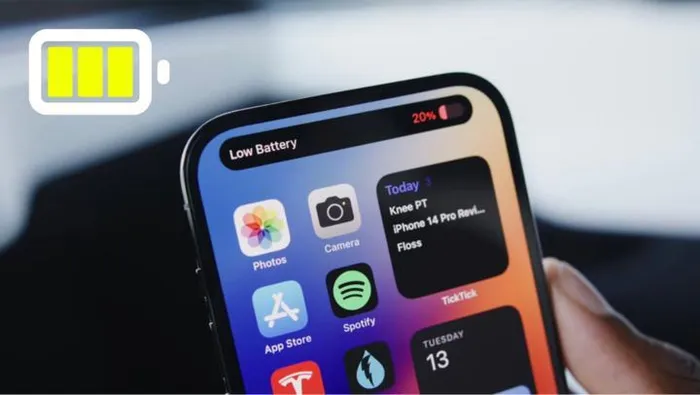 Low Battery
20%
Today 3
Knee PT
iPhone 14 Pro Revi...
Floss
TickTick
Photos
Camera
App Store
Spotify
TUESDAY
13